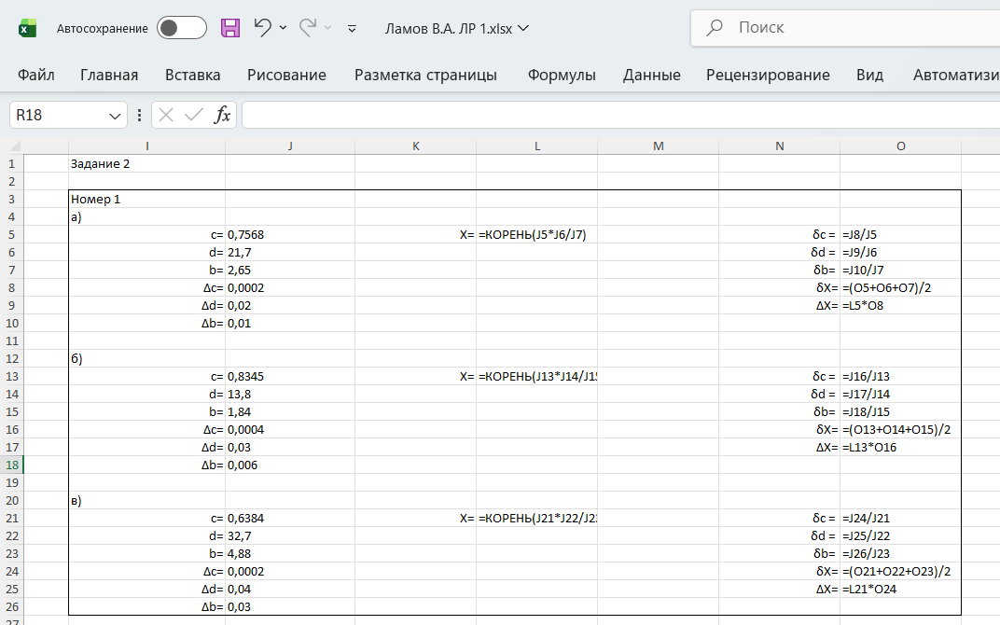 Автосохранение Ламов В.А. ЛР 1.xlsx Поиск
Файл Главная Вставка Рисование Разметка страницы Формулы Данные Рецензирование Вид Автоматизи
R18 fx
I J K L M N O
1 Задание 2
2
3 Номер 1
4 а)
5 c= 0,7568 X= =КОРЕНЬ(J5*J6/J7) δc = =J8/J5
6 d= 21,7 δd = =J9/J6
7 b= 2,65 δb= =J10/J7
8 Δc= 0,0002 δX= =(O5+O6+O7)/2
9 Δd= 0,02 ΔX= =L5*O8
10 Δb= 0,01
11
12 б)
13 c= 0,8345 X= =КОРЕНЬ(J13*J14/J15 δc = =J16/J13
14 d= 13,8 δd = =J17/J14
15 b= 1,84 δb= =J18/J15
16 Δc= 0,0004 δX= =(O13+O14+O15)/2
17 Δd= 0,03 ΔX= =L13*O16
18 Δb= 0,006
19
20 в)
21 c= 0,6384 X= =КОРЕНЬ(J21*J22/J23 δc = =J24/J21
22 d= 32,7 δd = =J25/J22
23 b= 4,88 δb= =J26/J23
24 Δc= 0,0002 δX= =(O21+O22+O23)/2
25 Δd= 0,04 ΔX= =L21*O24
26 Δb= 0,03
27